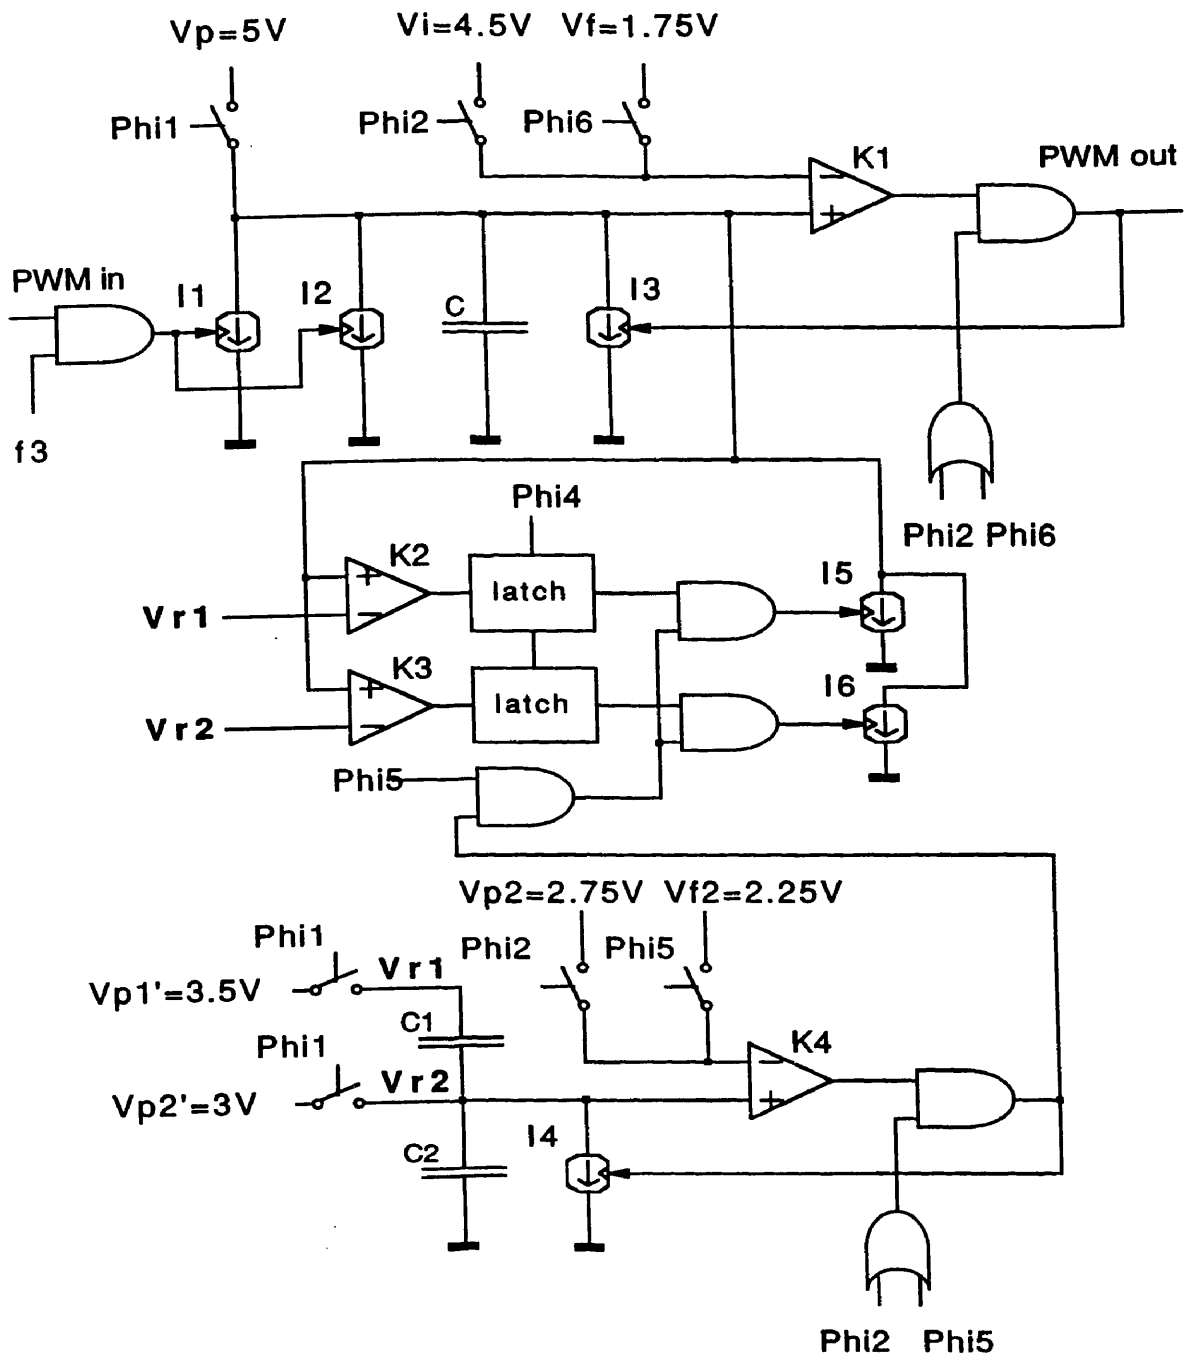 Vp=5V
Vi=4.5V Vf=1.75V
Phi1
Phi2
Phi6
K1
PWM out
−
+
PWM in
I1
I2
C
I3
f3
Phi2 Phi6
Phi4
K2
+
−
latch
I5
Vr1
K3
+
−
latch
I6
Vr2
Phi5
Vp2=2.75V Vf2=2.25V
Phi1
Phi2
Phi5
Vr1
Vp1'=3.5V
C1
K4
Phi1
Vr2
−
+
Vp2'=3V
I4
C2
Phi2 Phi5